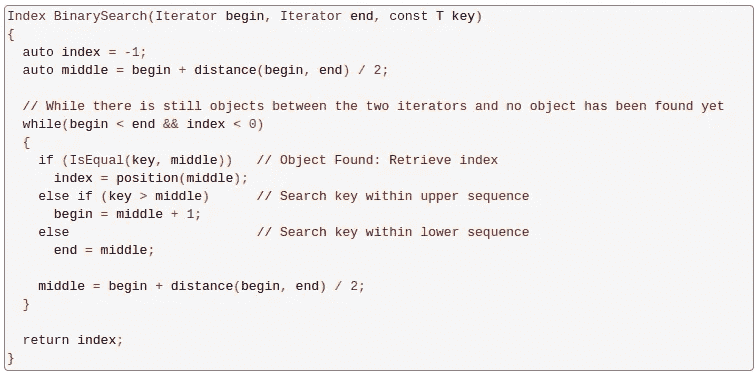 Index BinarySearch(Iterator begin, Iterator end, const T key)
{
  auto index = -1;
  auto middle = begin + distance(begin, end) / 2;

  // While there is still objects between the two iterators and no object has been found yet
  while(begin < end && index < 0)
  {
    if (IsEqual(key, middle))   // Object Found: Retrieve index
      index = position(middle);
    else if (key > middle)      // Search key within upper sequence
      begin = middle + 1;
    else                        // Search key within lower sequence
      end = middle;

    middle = begin + distance(begin, end) / 2;
  }

  return index;
}